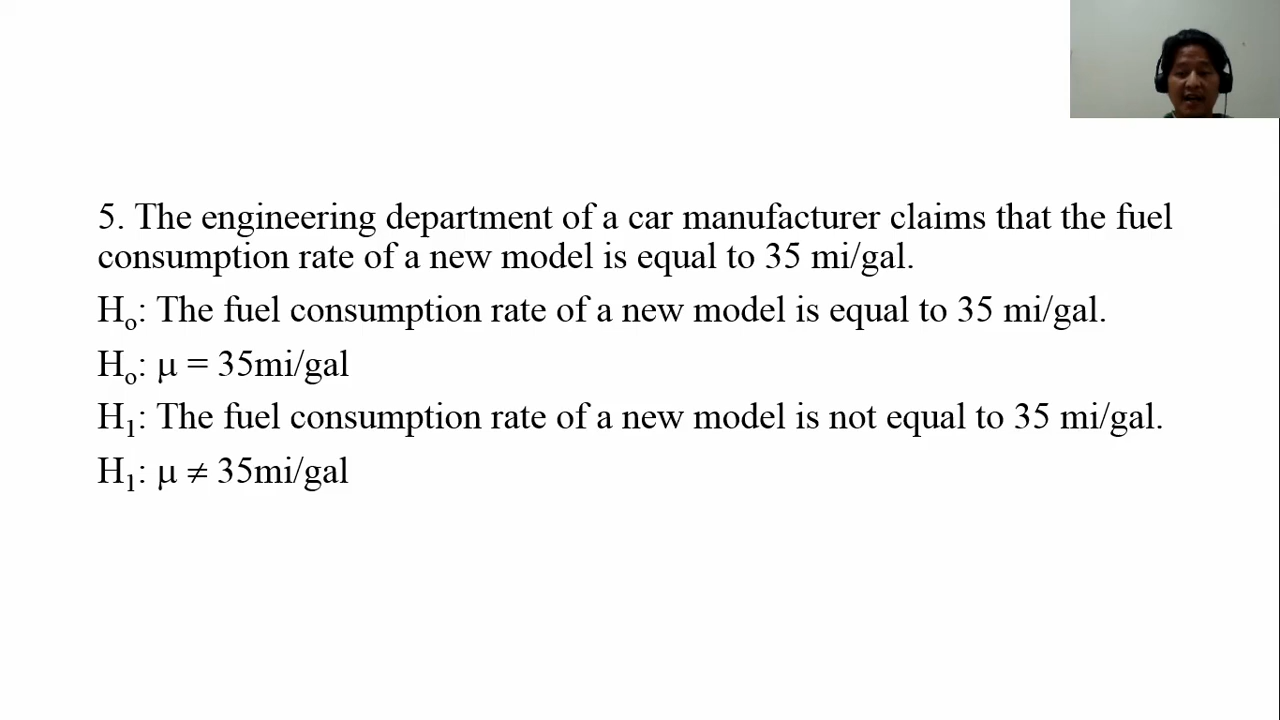 5. The engineering department of a car manufacturer claims that the fuel
consumption rate of a new model is equal to 35 mi/gal.
Hₒ: The fuel consumption rate of a new model is equal to 35 mi/gal.
Hₒ: μ = 35mi/gal
H₁: The fuel consumption rate of a new model is not equal to 35 mi/gal.
H₁: μ ≠ 35mi/gal